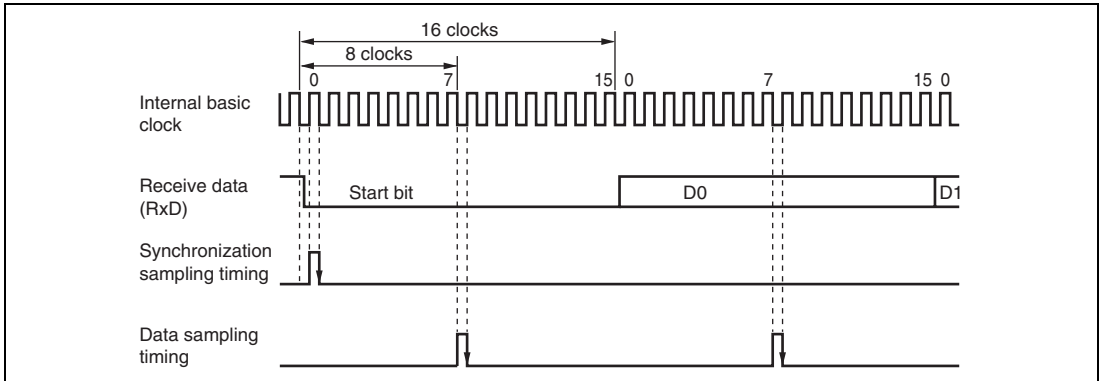 16 clocks
8 clocks
0 7 15 0 7 15 0
Internal basic
clock
Receive data
(RxD)
Start bit D0 D1
Synchronization
sampling timing
Data sampling
timing